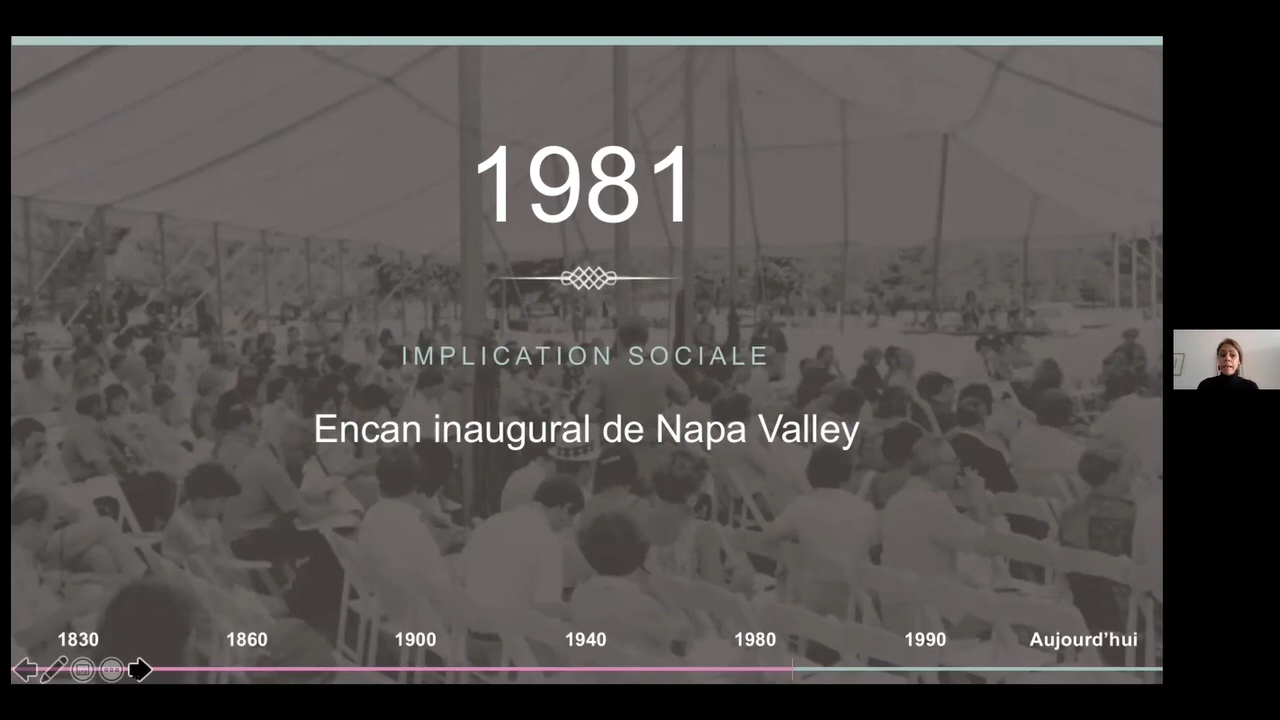 1981
IMPLICATION SOCIALE
Encan inaugural de Napa Valley
1830 1860 1900 1940 1980 1990 Aujourd'hui